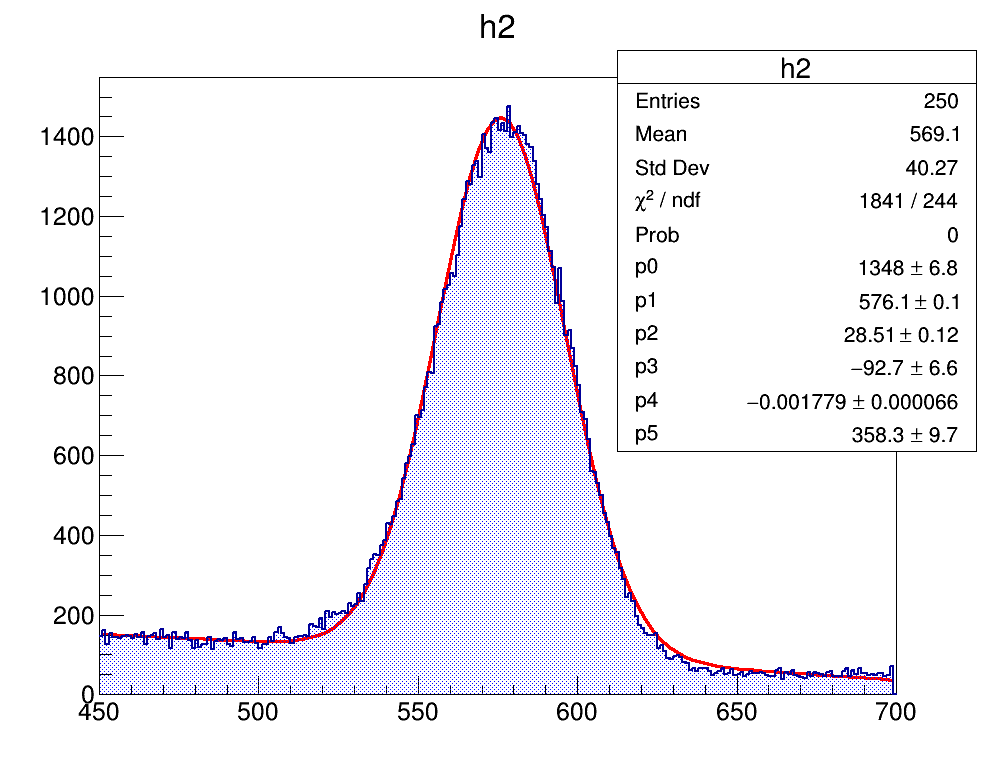 h2
h2
Entries 250
Mean 569.1
Std Dev 40.27
χ² / ndf 1841 / 244
Prob 0
p0 1348 ± 6.8
p1 576.1 ± 0.1
p2 28.51 ± 0.12
p3 −92.7 ± 6.6
p4 −0.001779 ± 0.000066
p5 358.3 ± 9.7
1400
1200
1000
800
600
400
200
0
450 500 550 600 650 700